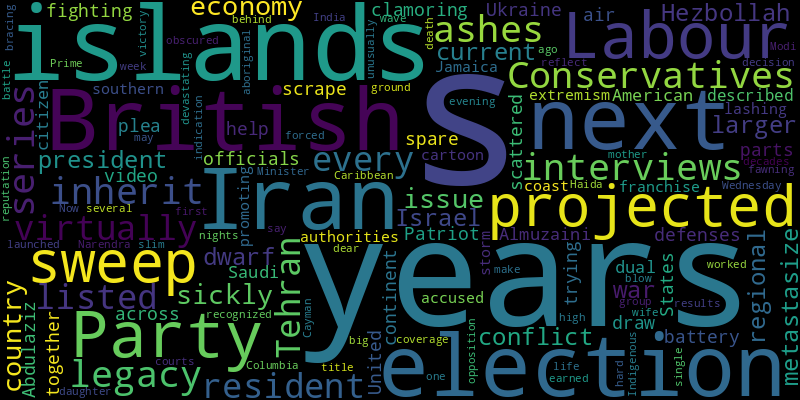 fighting
islands
economy
behind
India
clamoring
wave
Ukraine
death
ashes
air
Hezbollah
ago
Labour
Modi
bracing
victory
obscured
aboriginal
unusually
Prime
week
battle
southern
devastating
scrape
ground
current
Jamaica
reflect
decision
Conservatives
British
S
next
extremism
American
described
series
citizen
plea
may
indication
help
forced
evening
spare
cartoon
scattered
lashing
larger
president
video
officials
every
interviews
mother
parts
decades
fawning
reputation
inherit
promoting
Iran
Minister
Caribbean
issue
coast
Haida
franchise
Wednesday
projected
Now
several
virtually
first
nights
say
authorities
Israel
Patriot
Almuzaini
defenses
launched
Narendra
slim
dwarf
dear
years
storm
make
trying
dual
blow
States
worked
regional
metastasize
sweep
Saudi
Tehran
continent
accused
war
group
results
country
Abdulaziz
listed
sickly
across
recognized
Cayman
conflict
high
draw
wife
battery
together
Party
courts
big
coverage
opposition
life
earned
hard
Indigenous
single
legacy
daughter
Columbia
resident
title
United
one
election